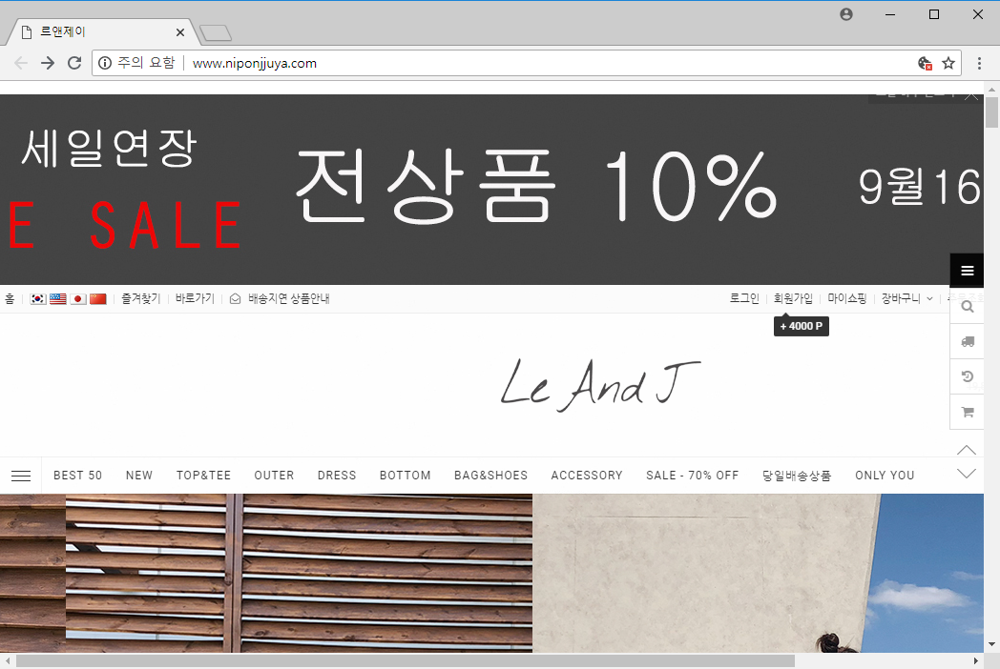 르앤제이
주의 요함 www.niponjjuya.com
세일연장
E SALE
전상품 10%
9월16
홈 즐겨찾기 바로가기 배송지연 상품안내
로그인 회원가입 마이쇼핑 장바구니
+ 4000 P
Le And J
BEST 50 NEW TOP&TEE OUTER DRESS BOTTOM BAG&SHOES ACCESSORY SALE - 70% OFF 당일배송상품 ONLY YOU